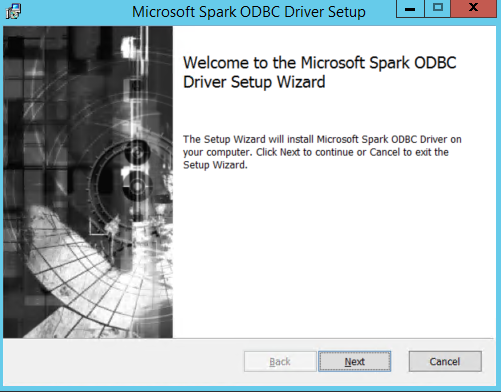 Microsoft Spark ODBC Driver Setup
Welcome to the Microsoft Spark ODBC
Driver Setup Wizard
The Setup Wizard will install Microsoft Spark ODBC Driver on
your computer. Click Next to continue or Cancel to exit the
Setup Wizard.
Back
Next
Cancel